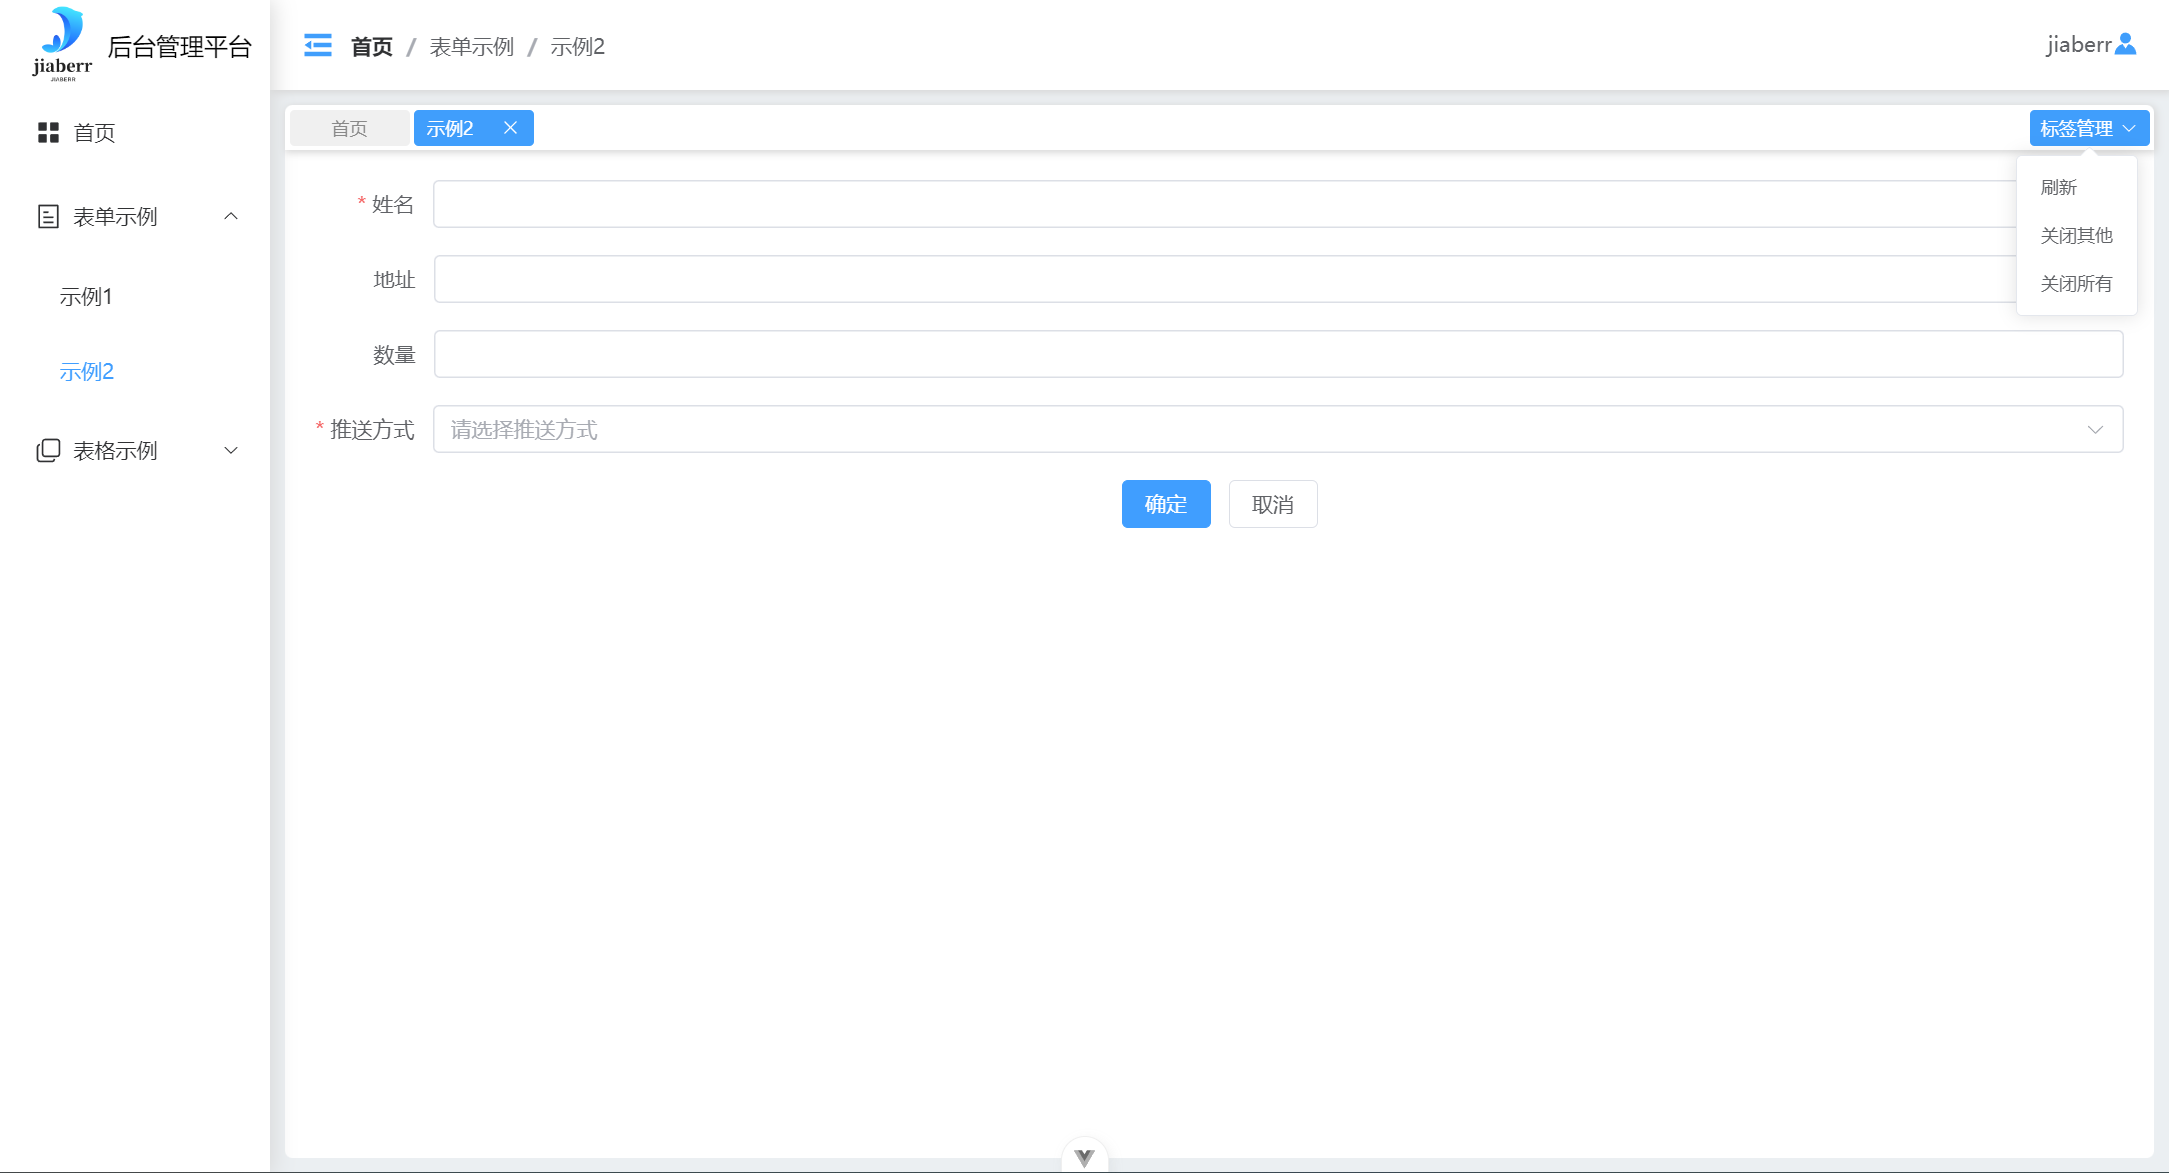 jiaberr
JIABERR
后台管理平台
首页 / 表单示例 / 示例2
jiaberr
首页
表单示例
示例1
示例2
表格示例
首页
示例2
标签管理
刷新
关闭其他
关闭所有
* 姓名
地址
数量
* 推送方式
请选择推送方式
确定
取消